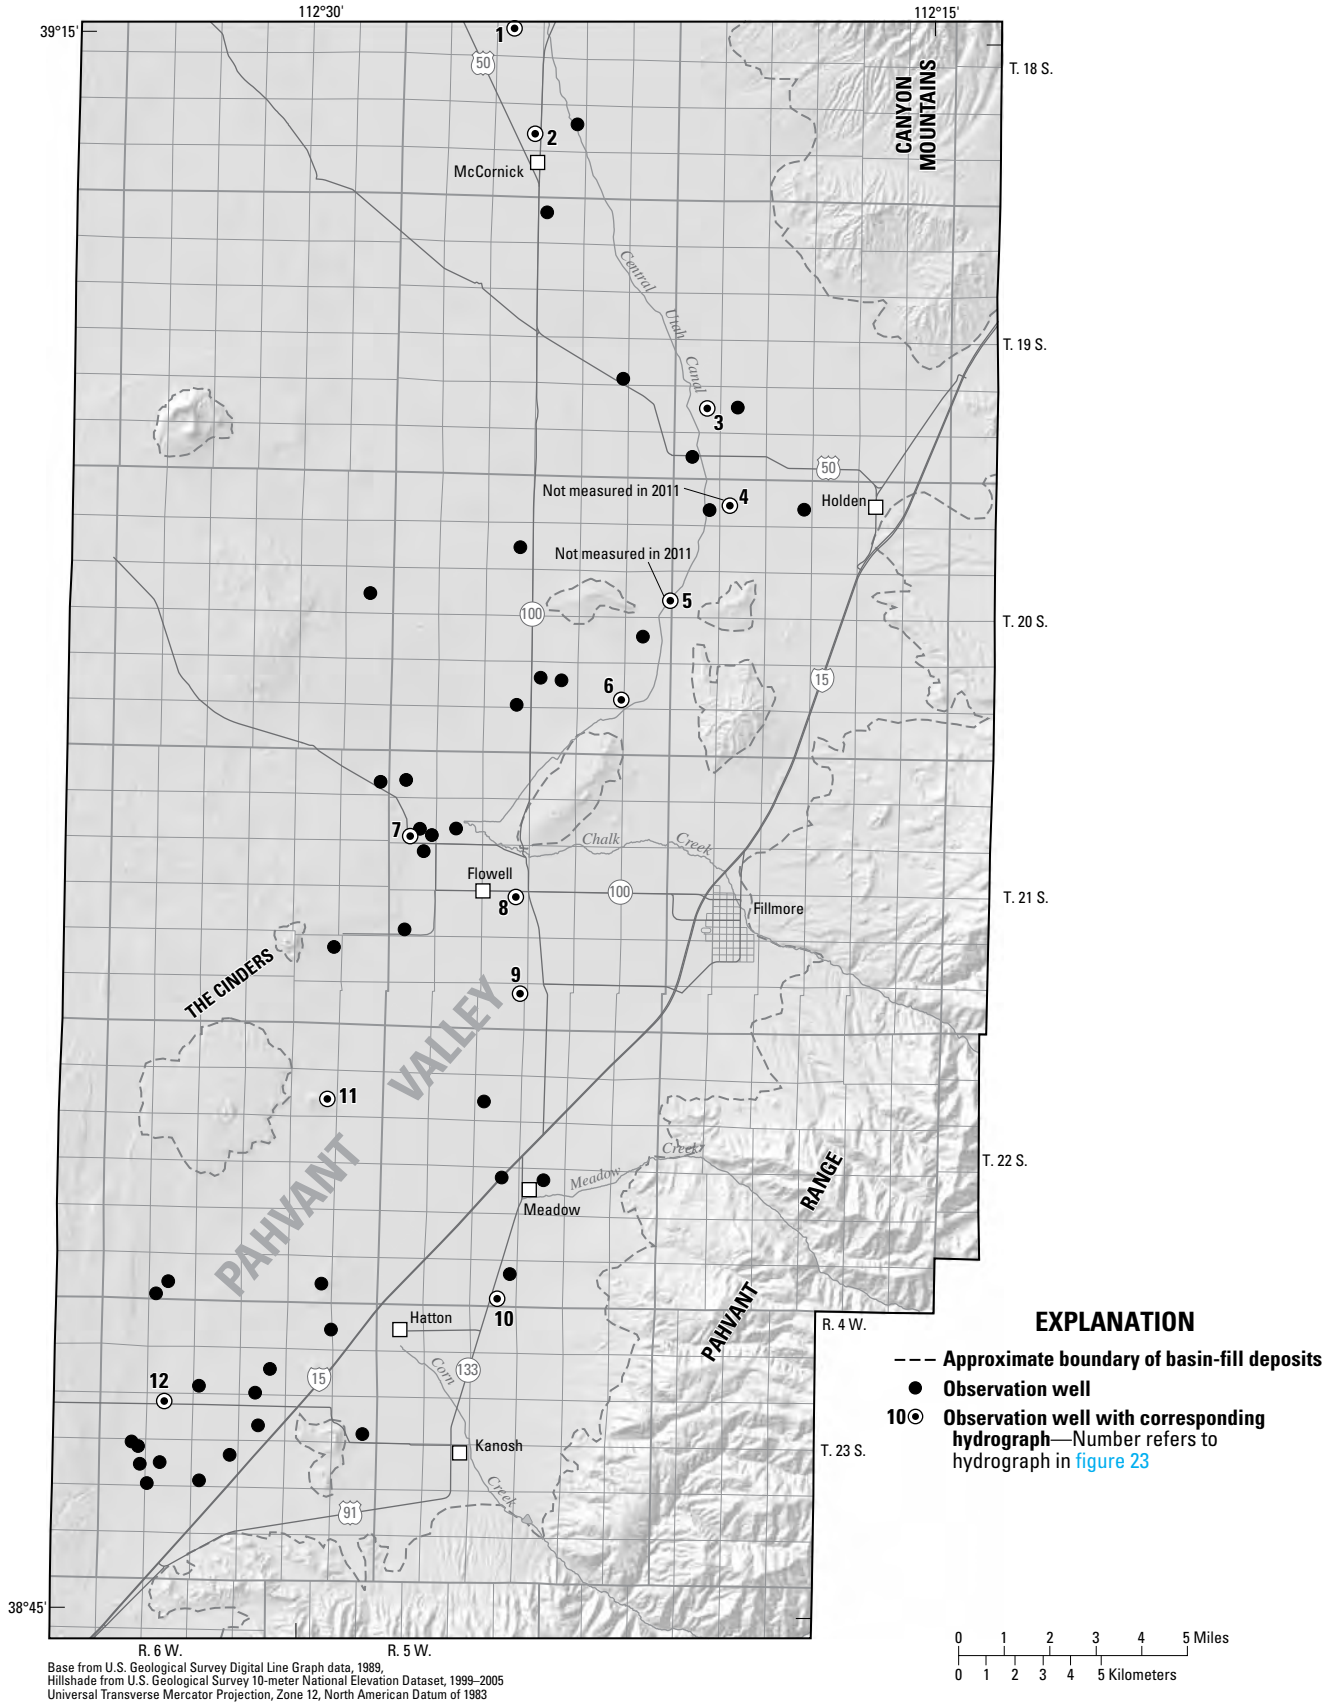 112°30'
112°15'
39°15'
1
T. 18 S.
50
CANYON
MOUNTAINS
2
McCornick
Central
Utah
Canal
T. 19 S.
3
50
Not measured in 2011
4
Holden
Not measured in 2011
5
100
T. 20 S.
6
15
7
Chalk
Creek
Flowell
100
8
Fillmore
T. 21 S.
THE CINDERS
9
VALLEY
11
PAHVANT
Meadow
Creek
T. 22 S.
RANGE
Meadow
PAHVANT
10
Hatton
R. 4 W.
EXPLANATION
Approximate boundary of basin-fill deposits
Observation well
10 Observation well with corresponding
hydrograph—Number refers to
hydrograph in figure 23
133
Corn
15
12
Kanosh
T. 23 S.
Creek
91
38°45'
R. 6 W.
R. 5 W.
0 1 2 3 4 5 Miles
0 1 2 3 4 5 Kilometers
Base from U.S. Geological Survey Digital Line Graph data, 1989,
Hillshade from U.S. Geological Survey 10-meter National Elevation Dataset, 1999–2005
Universal Transverse Mercator Projection, Zone 12, North American Datum of 1983